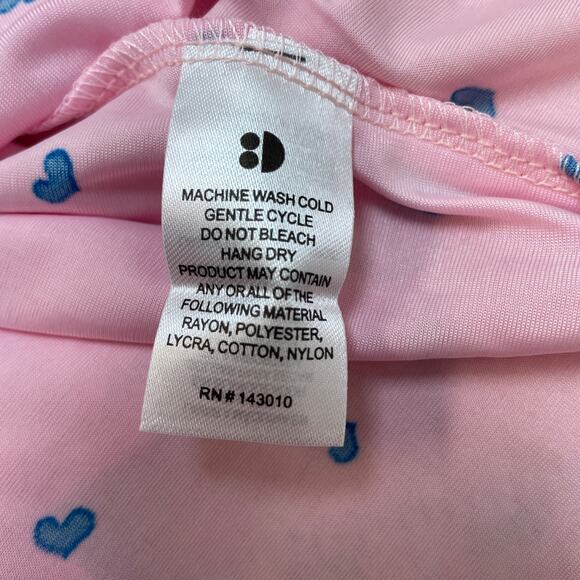 MACHINE WASH COLD
GENTLE CYCLE
DO NOT BLEACH
HANG DRY
PRODUCT MAY CONTAIN
ANY OR ALL OF THE
FOLLOWING MATERIAL
RAYON, POLYESTER,
LYCRA, COTTON, NYLON
RN # 143010